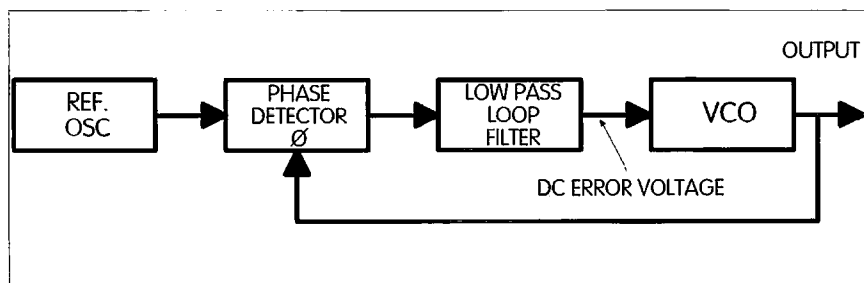 OUTPUT
REF.
OSC
PHASE
DETECTOR
Ø
LOW PASS
LOOP
FILTER
VCO
DC ERROR VOLTAGE